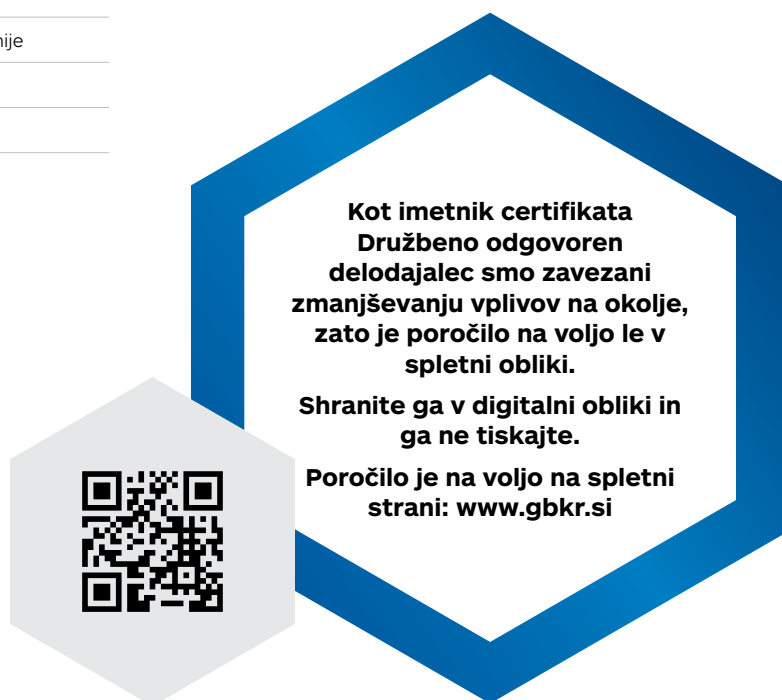 Kot imetnik certifikata
Družbeno odgovoren
delodajalec smo zavezani
zmanjševanju vplivov na okolje,
zato je poročilo na voljo le v
spletni obliki.
Shranite ga v digitalni obliki in
ga ne tiskajte.
Poročilo je na voljo na spletni
strani: www.gbkr.si